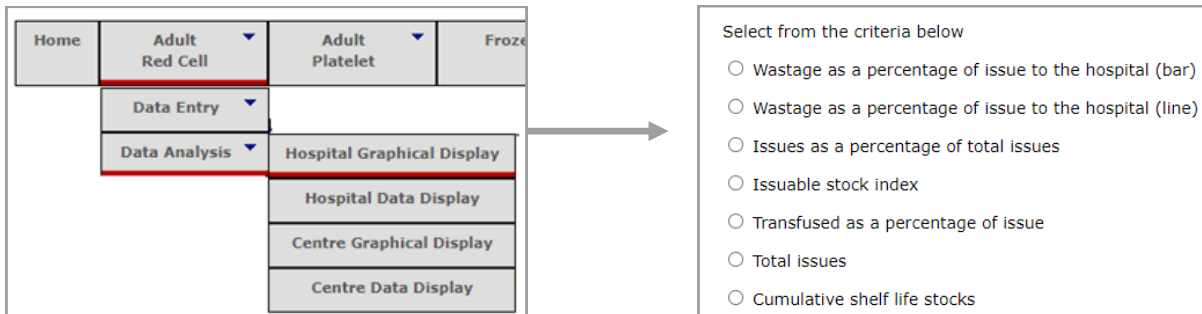 Home
Adult
Red Cell
Adult
Platelet
Data Entry
Data Analysis
Hospital Graphical Display
Hospital Data Display
Centre Graphical Display
Centre Data Display
Select from the criteria below
Wastage as a percentage of issue to the hospital (bar)
Wastage as a percentage of issue to the hospital (line)
Issues as a percentage of total issues
Issuable stock index
Transfused as a percentage of issue
Total issues
Cumulative shelf life stocks